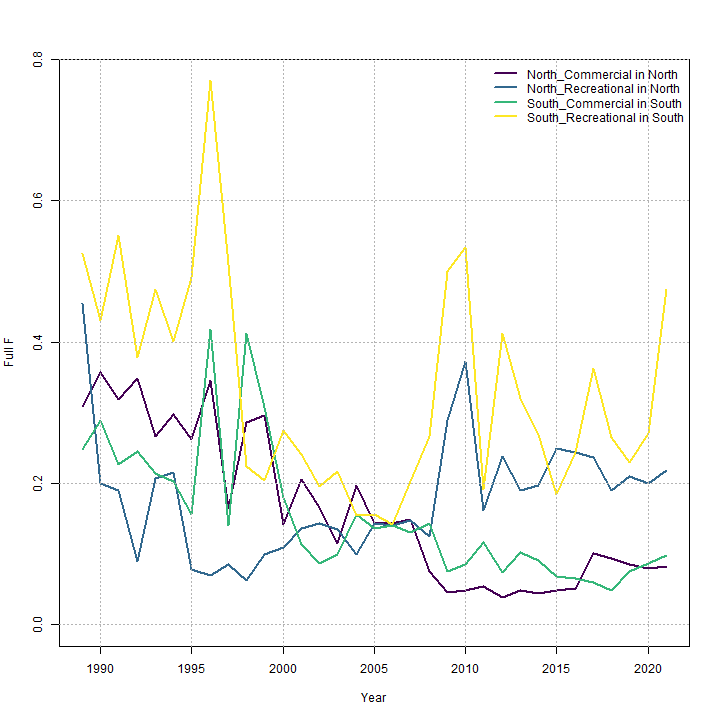 North_Commercial in North
North_Recreational in North
South_Commercial in South
South_Recreational in South
0.8
0.6
0.4
0.2
0.0
Full F
1990 1995 2000 2005 2010 2015 2020
Year